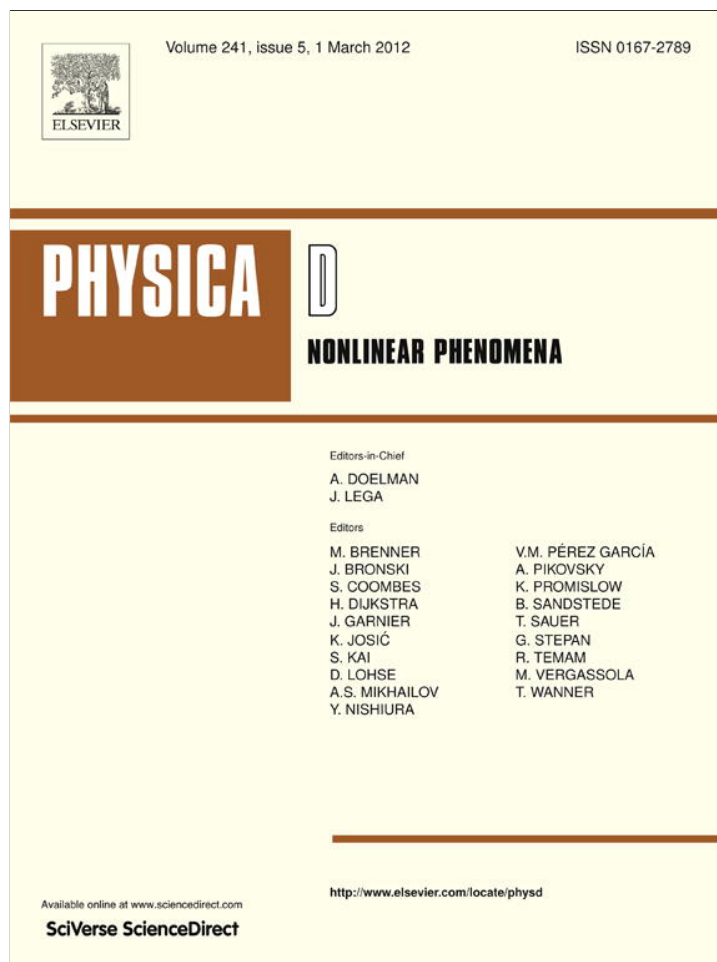 Volume 241, issue 5, 1 March 2012
ISSN 0167-2789
ELSEVIER
PHYSICA D
NONLINEAR PHENOMENA
Editors-in-Chief
A. DOELMAN
J. LEGA
Editors
M. BRENNER
J. BRONSKI
S. COOMBES
H. DIJKSTRA
J. GARNIER
K. JOSIĆ
S. KAI
D. LOHSE
A.S. MIKHAILOV
Y. NISHIURA
V.M. PÉREZ GARCÍA
A. PIKOVSKY
K. PROMISLOW
B. SANDSTEDE
T. SAUER
G. STEPAN
R. TEMAM
M. VERGASSOLA
T. WANNER
Available online at www.sciencedirect.com
SciVerse ScienceDirect
http://www.elsevier.com/locate/physd